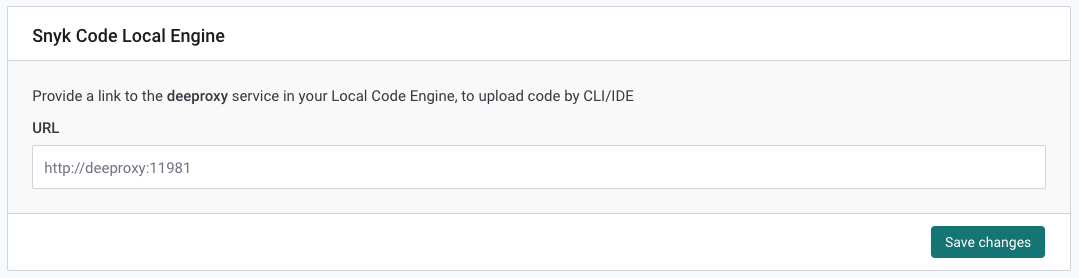 Snyk Code Local Engine
Provide a link to the deeproxy service in your Local Code Engine, to upload code by CLI/IDE
URL
http://deeproxy:11981
Save changes